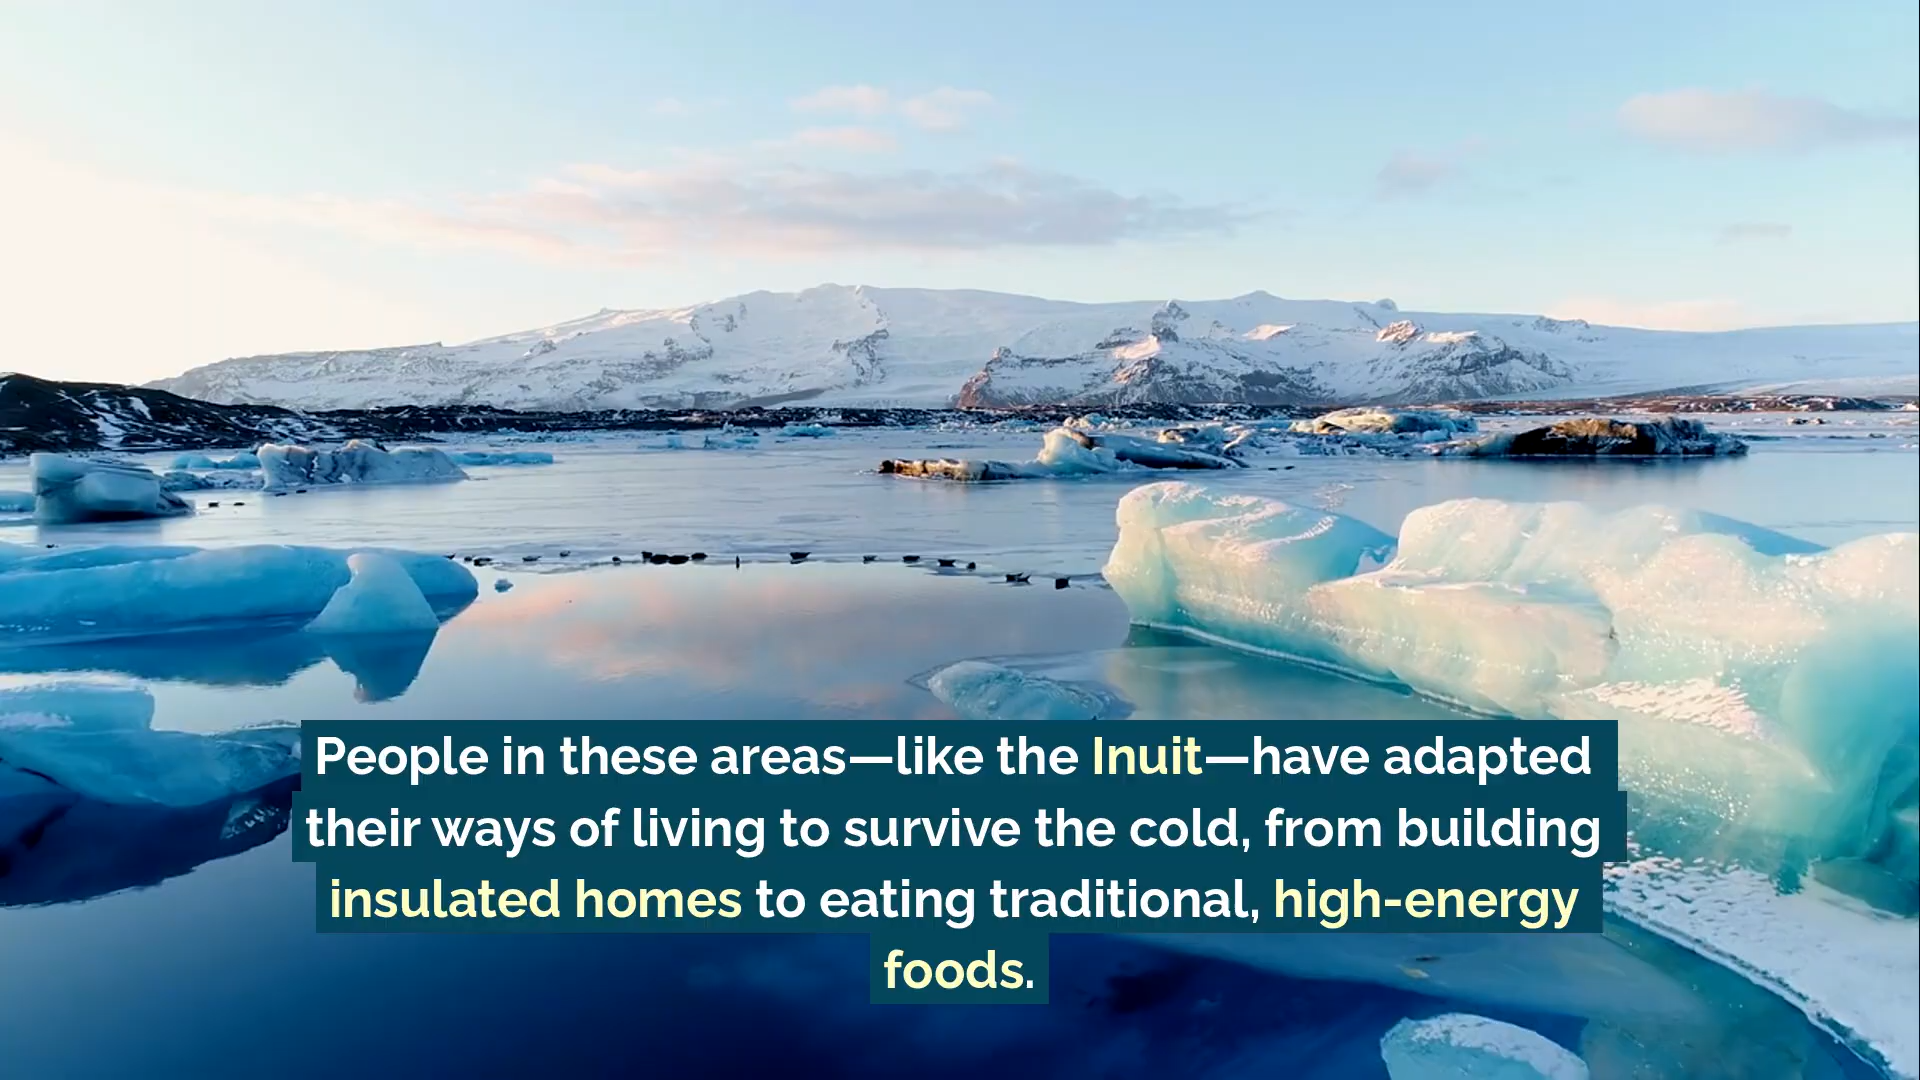 People in these areas—like the Inuit—have adapted
their ways of living to survive the cold, from building
insulated homes to eating traditional, high-energy
foods.